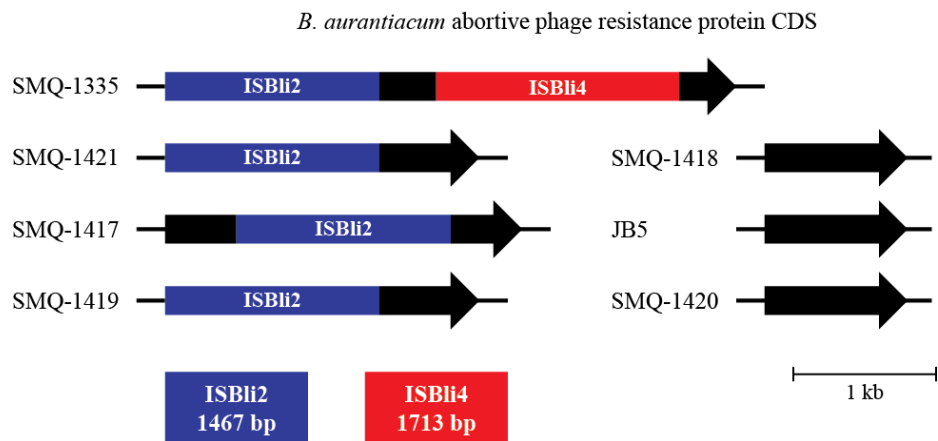 B. aurantiacum abortive phage resistance protein CDS
SMQ-1335 ISBli2 ISBli4
SMQ-1421 ISBli2 SMQ-1418
SMQ-1417 ISBli2 JB5
SMQ-1419 ISBli2 SMQ-1420
ISBli2 ISBli4
1467 bp 1713 bp
1 kb